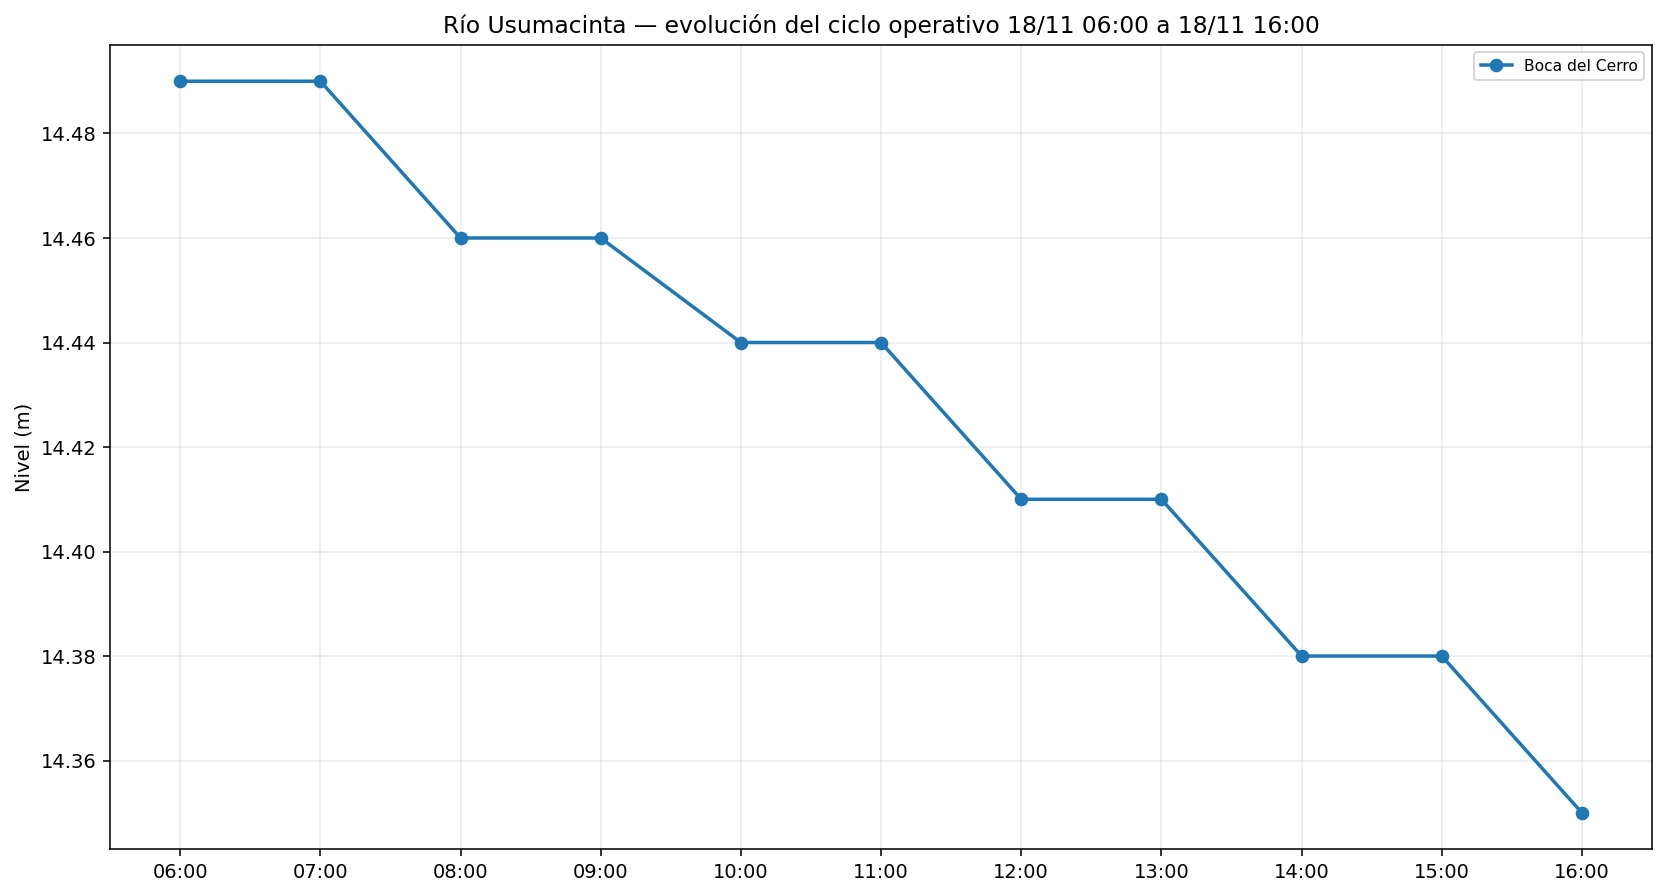 Río Usumacinta — evolución del ciclo operativo 18/11 06:00 a 18/11 16:00
Boca del Cerro
Nivel (m)
14.48
14.46
14.44
14.42
14.40
14.38
14.36
06:00 07:00 08:00 09:00 10:00 11:00 12:00 13:00 14:00 15:00 16:00